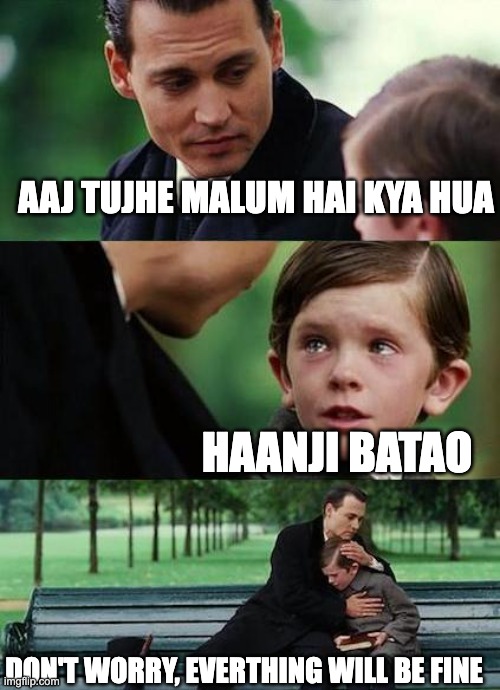 AAJ TUJHE MALUM HAI KYA HUA
HAANJI BATAO
DON'T WORRY, EVERTHING WILL BE FINE
imgflip.com